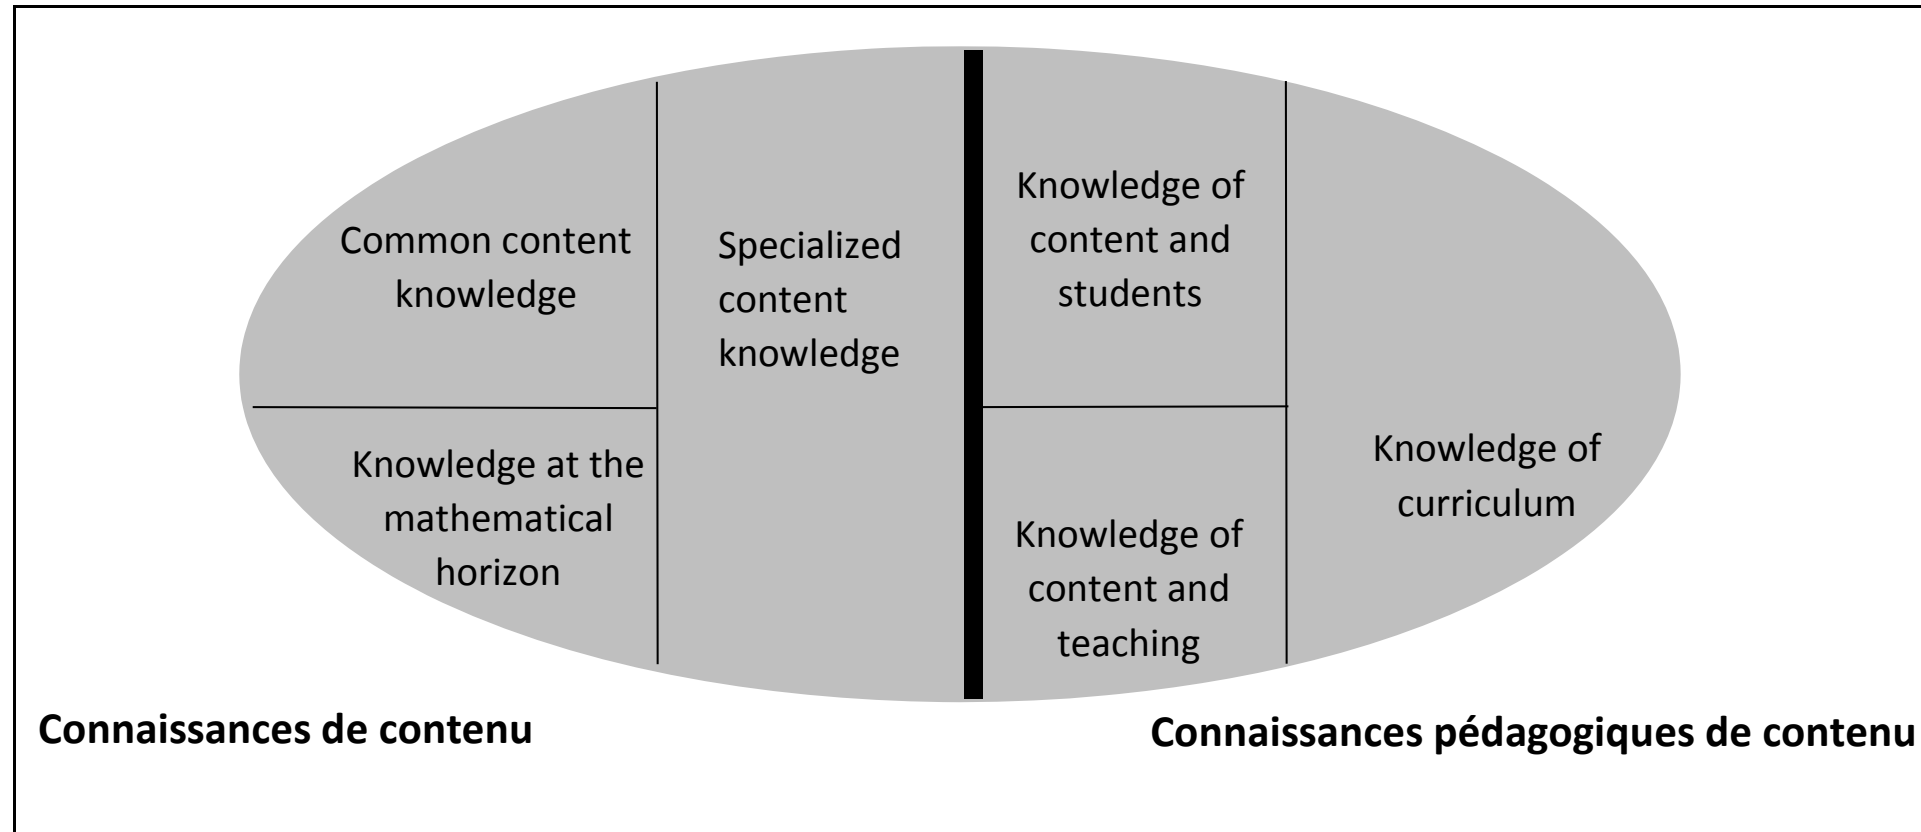 Common content
knowledge
Knowledge at the
mathematical
horizon
Specialized
content
knowledge
Knowledge of
content and
students
Knowledge of
content and
teaching
Knowledge of
curriculum
Connaissances de contenu
Connaissances pédagogiques de contenu